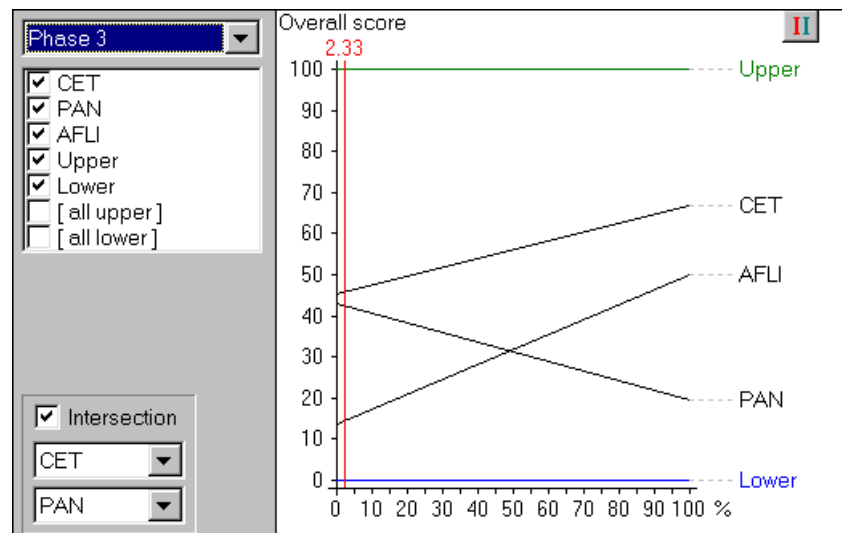 Phase 3
CET
PAN
AFLI
Upper
Lower
[ all upper ]
[ all lower ]
Intersection
CET
PAN
Overall score
II
2.33
100
90
80
70
60
50
40
30
20
10
0
Upper
CET
AFLI
PAN
Lower
0 10 20 30 40 50 60 70 80 90 100 %